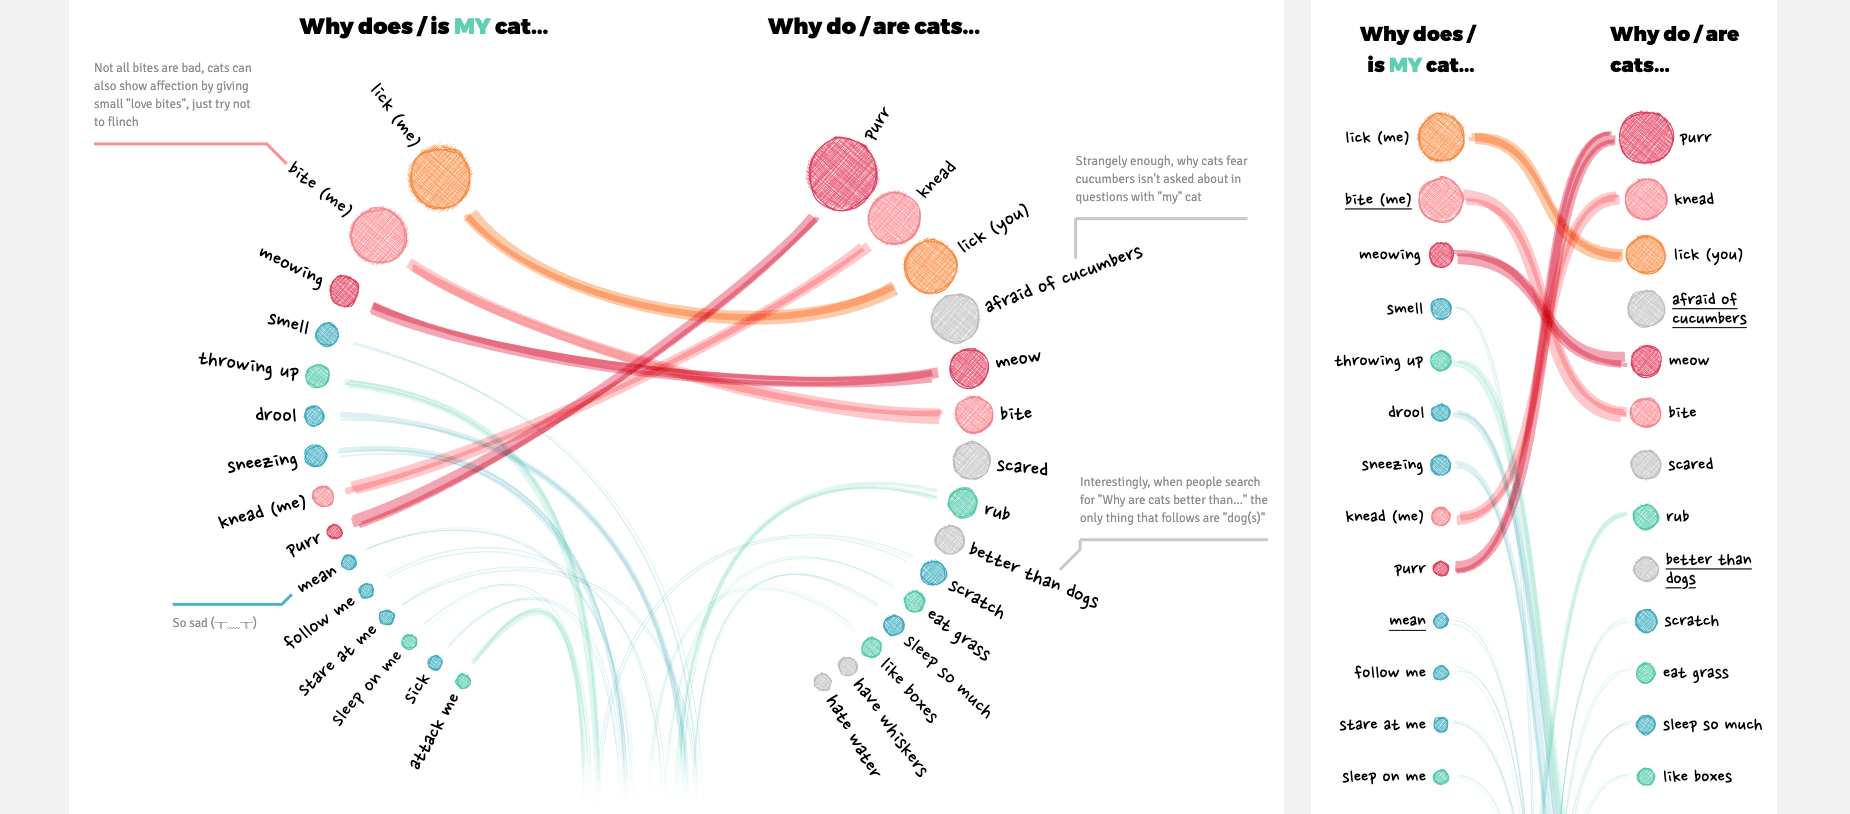 Why does / is MY cat...
Why do / are cats...
Not all bites are bad, cats can
also show affection by giving
small "love bites", just try not
to flinch
lick (me)
bite (me)
meowing
smell
throwing up
drool
sneezing
knead (me)
purr
mean
follow me
stare at me
sleep on me
sick
attack me
So sad (ㅜ﹏ㅜ)
purr
knead
lick (you)
afraid of cucumbers
meow
bite
scared
rub
better than dogs
scratch
eat grass
sleep so much
like boxes
have whiskers
hate water
Strangely enough, why cats fear
cucumbers isn't asked about in
questions with "my" cat
Interestingly, when people search
for "Why are cats better than..." the
only thing that follows are "dog(s)"
Why does /
is MY cat...
Why do / are
cats...
lick (me)
bite (me)
meowing
smell
throwing up
drool
sneezing
knead (me)
purr
mean
follow me
stare at me
sleep on me
purr
knead
lick (you)
afraid of
cucumbers
meow
bite
scared
rub
better than
dogs
scratch
eat grass
sleep so much
like boxes